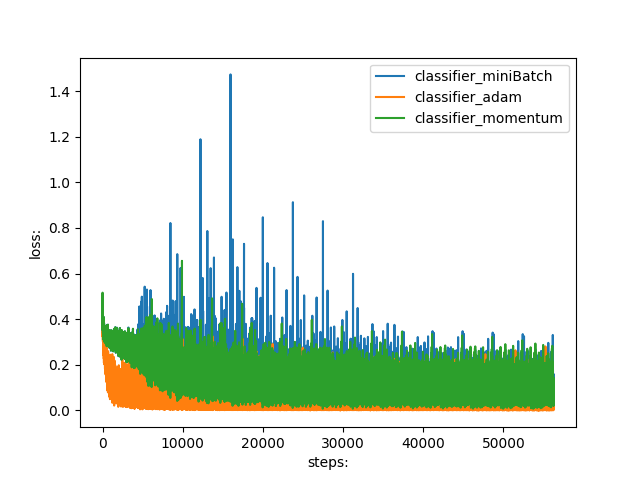 classifier_miniBatch
classifier_adam
classifier_momentum
1.4
1.2
1.0
0.8
0.6
0.4
0.2
0.0
loss:
0 10000 20000 30000 40000 50000
steps: